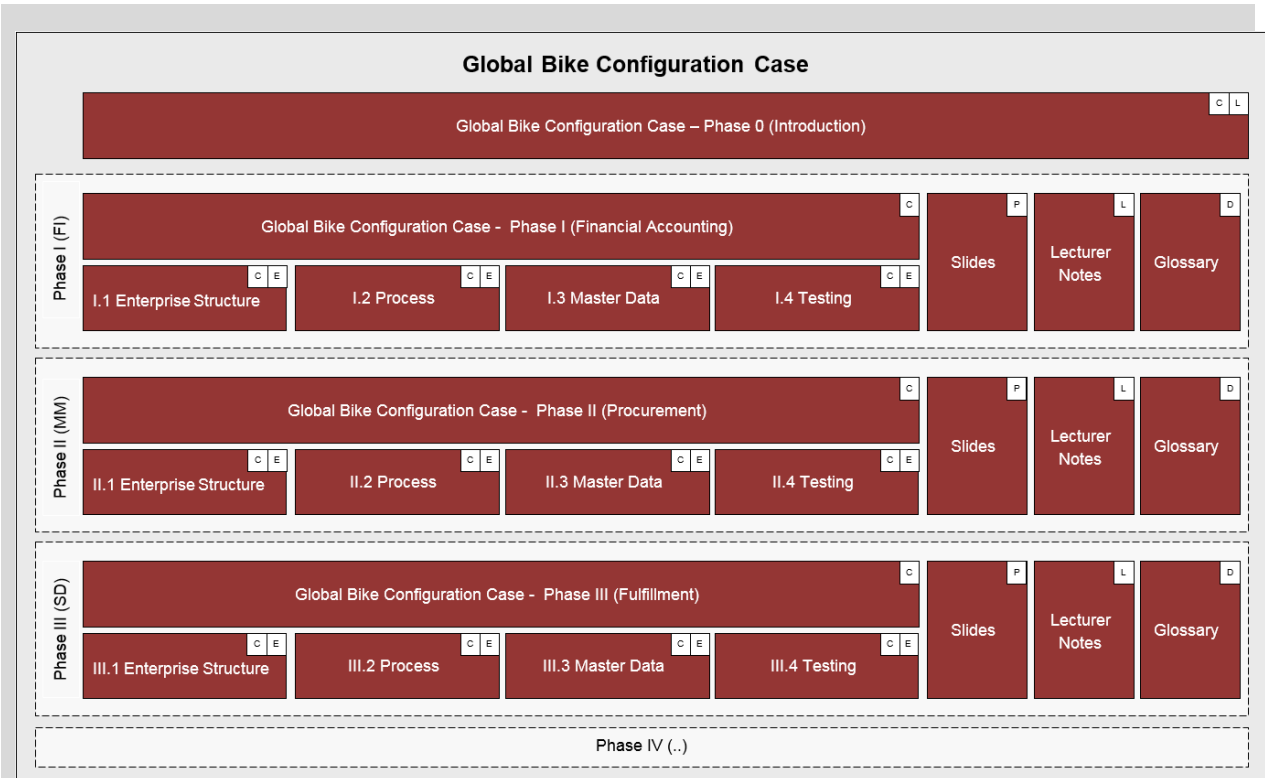 Global Bike Configuration Case
C L
Global Bike Configuration Case – Phase 0 (Introduction)
Phase I (FI)
C
Global Bike Configuration Case - Phase I (Financial Accounting)
P
Slides
L
Lecturer
Notes
D
Glossary
C E
I.1 Enterprise Structure
C E
I.2 Process
C E
I.3 Master Data
C E
I.4 Testing
Phase II (MM)
C
Global Bike Configuration Case - Phase II (Procurement)
P
Slides
L
Lecturer
Notes
D
Glossary
C E
II.1 Enterprise Structure
C E
II.2 Process
C E
II.3 Master Data
C E
II.4 Testing
Phase III (SD)
C
Global Bike Configuration Case - Phase III (Fulfillment)
P
Slides
L
Lecturer
Notes
D
Glossary
C E
III.1 Enterprise Structure
C E
III.2 Process
C E
III.3 Master Data
C E
III.4 Testing
Phase IV (..)